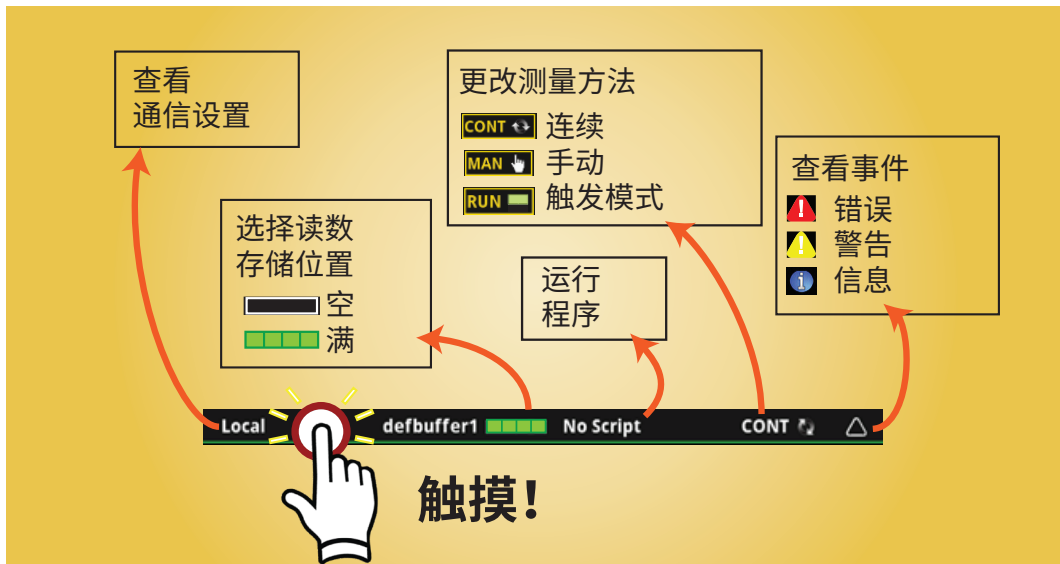 查看
通信设置
更改测量方法
CONT 连续
MAN 手动
RUN 触发模式
查看事件
! 错误
! 警告
i 信息
选择读数
存储位置
空
满
运行
程序
Local
defbuffer1
No Script
CONT
触摸！